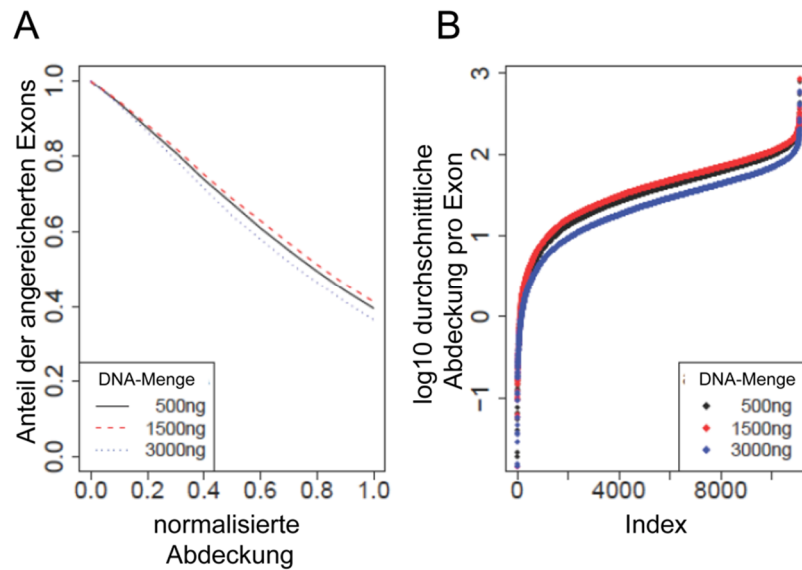 A
Anteil der angereicherten Exons
1.0
0.8
0.6
0.4
0.2
0.0
DNA-Menge
500ng
1500ng
3000ng
0.0 0.2 0.4 0.6 0.8 1.0
normalisierte
Abdeckung
B
log10 durchschnittliche
Abdeckung pro Exon
3
2
1
0
−1
DNA-Menge
500ng
1500ng
3000ng
0 4000 8000
Index